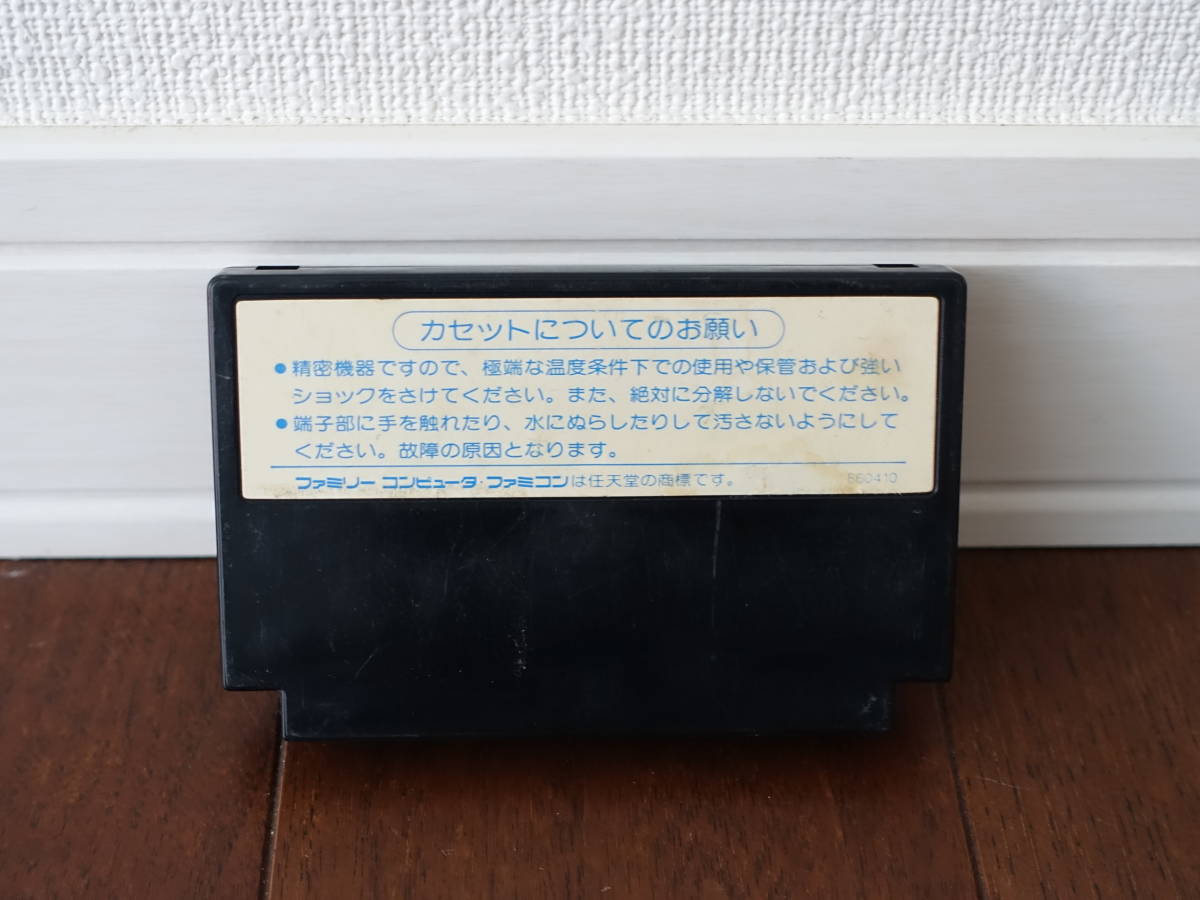 カセットについてのお願い
●精密機器ですので、極端な温度条件下での使用や保管および強い
ショックをさけてください。また、絶対に分解しないでください。
●端子部に手を触れたり、水にぬらしたりして汚さないようにして
ください。故障の原因となります。
ファミリー コンピュータ・ファミコンは任天堂の商標です。 860410